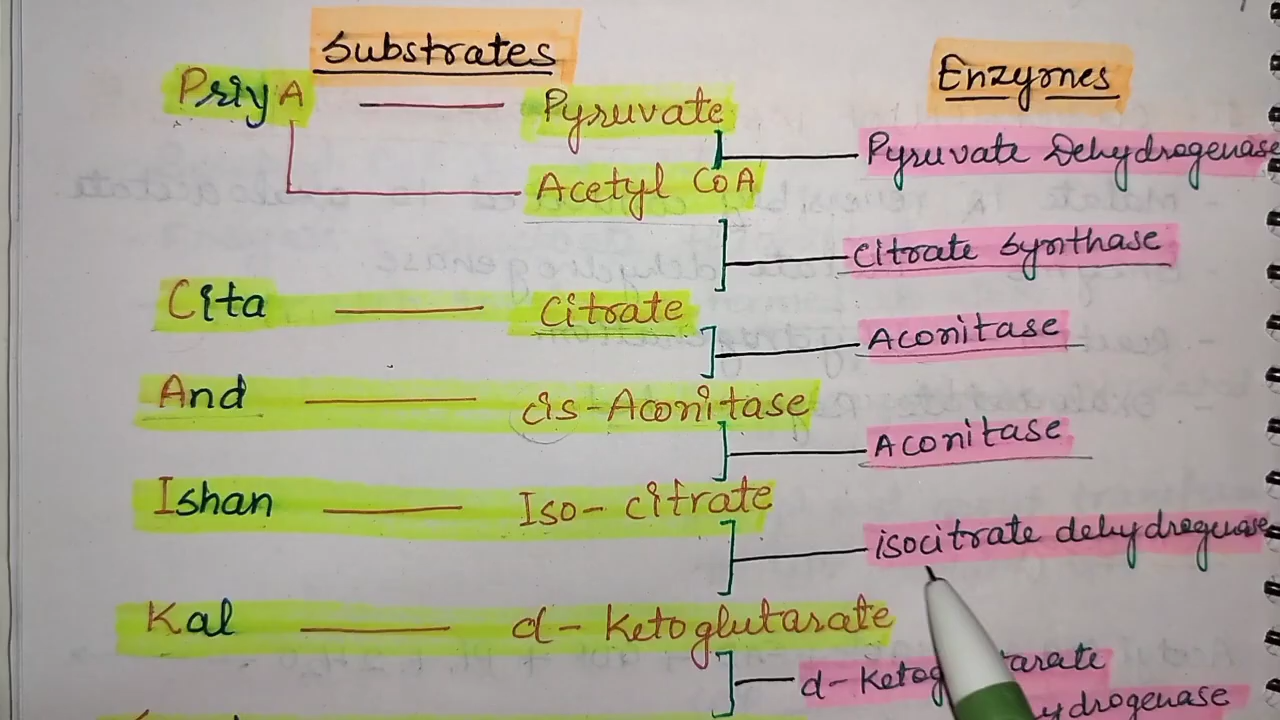 Substrates
Enzymes
PriyA — Pyruvate
Pyruvate Dehydrogenase
Acetyl CoA
Citrate Synthase
Cita — Citrate
Aconitase
And — cis-Aconitase
Aconitase
Ishan — Iso-citrate
isocitrate dehydrogenase
Kal — α-Ketoglutarate